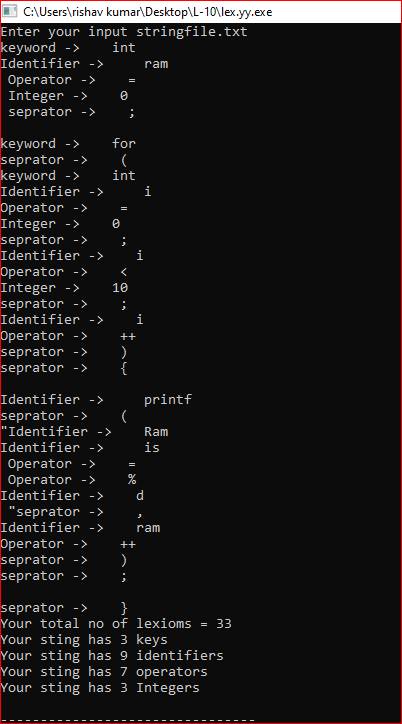 C:\Users\rishav kumar\Desktop\L-10\lex.yy.exe
Enter your input stringfile.txt
keyword ->    int
Identifier ->     ram
 Operator ->    =
 Integer ->    0
 seprator ->     ;

keyword ->    for
seprator ->    (
keyword ->    int
Identifier ->     i
Operator ->    =
Integer ->   0
seprator ->    ;
Identifier ->    i
Operator ->    <
Integer ->   10
seprator ->    ;
Identifier ->    i
Operator ->    ++
seprator ->    )
seprator ->    {

Identifier ->     printf
seprator ->    (
"Identifier ->    Ram
Identifier ->     is
 Operator ->    =
 Operator ->    %
Identifier ->    d
 "seprator ->    ,
Identifier ->    ram
Operator ->    ++
seprator ->    )
seprator ->    ;

seprator ->    }
Your total no of lexioms = 33
Your sting has 3 keys
Your sting has 9 identifiers
Your sting has 7 operators
Your sting has 3 Integers

--------------------------------